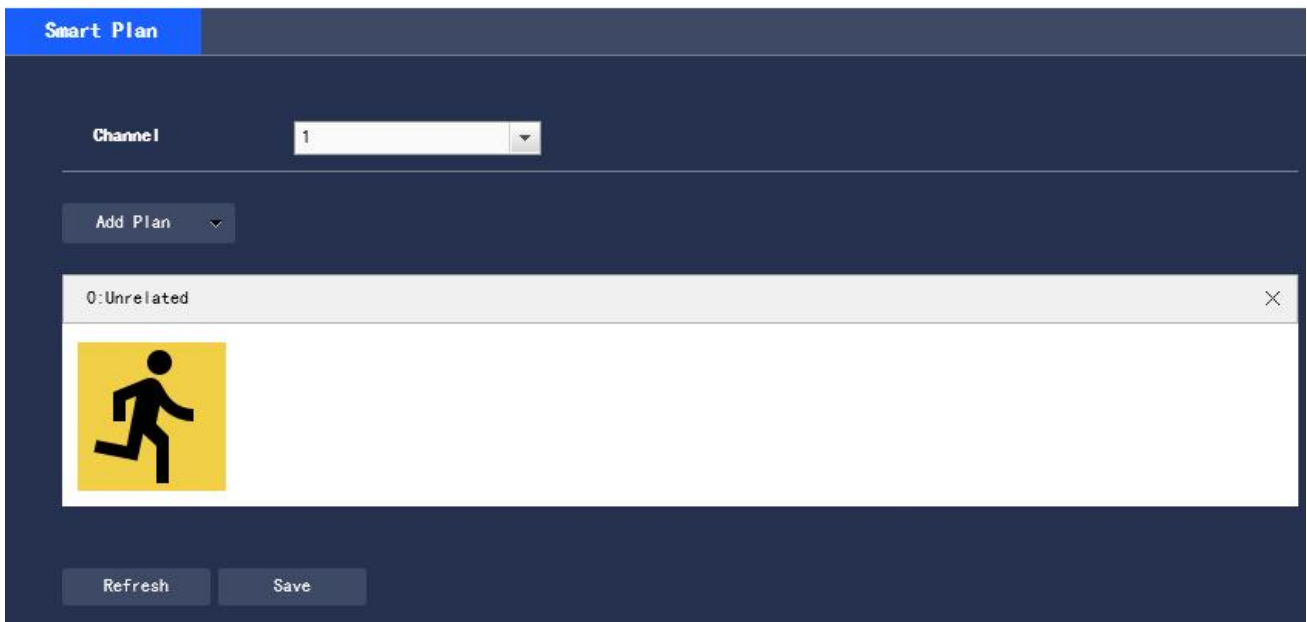 Smart Plan
Channel
1
Add Plan
0:Unrelated
Refresh
Save